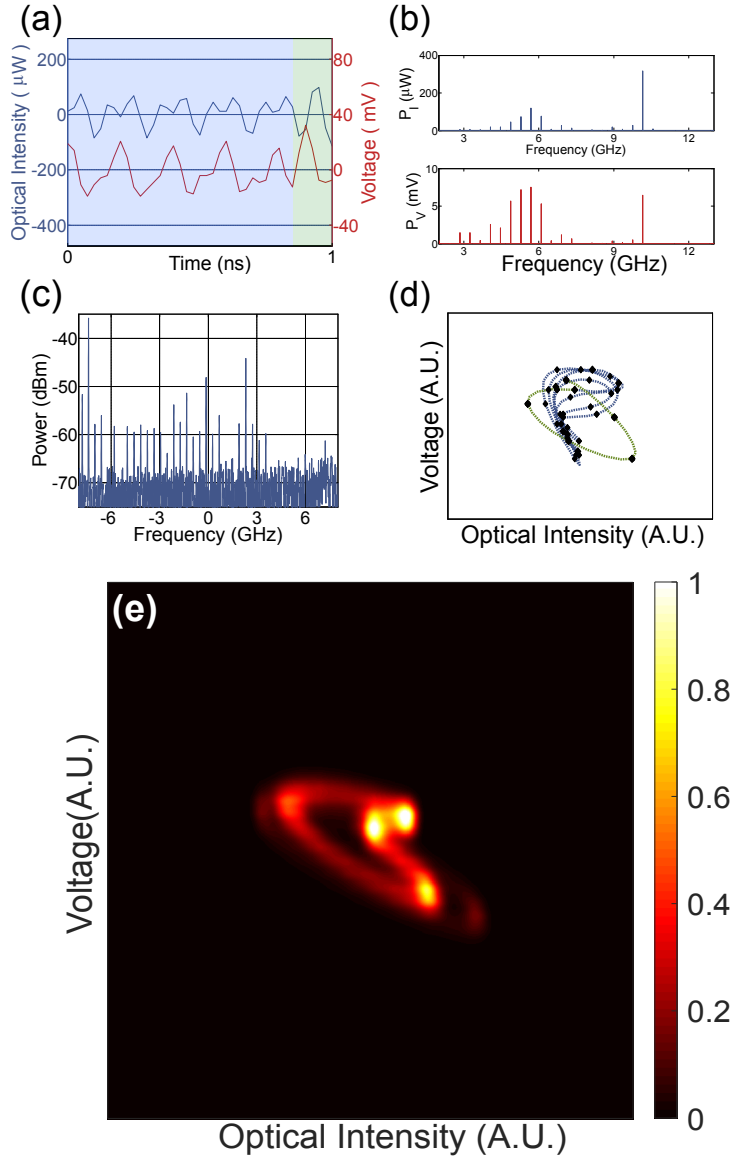 (a)
Optical Intensity ( μW )
200
0
-200
-400
80
40
0
-40
Voltage ( mV )
0
Time (ns)
1
(b)
P_I (μW)
400
200
0
3
6
9
12
Frequency (GHz)
P_V (mV)
10
5
0
3
6
9
12
Frequency (GHz)
(c)
Power (dBm)
-40
-50
-60
-70
-6
-3
0
3
6
Frequency (GHz)
(d)
Voltage (A.U.)
Optical Intensity (A.U.)
(e)
Voltage(A.U.)
Optical Intensity (A.U.)
1
0.8
0.6
0.4
0.2
0